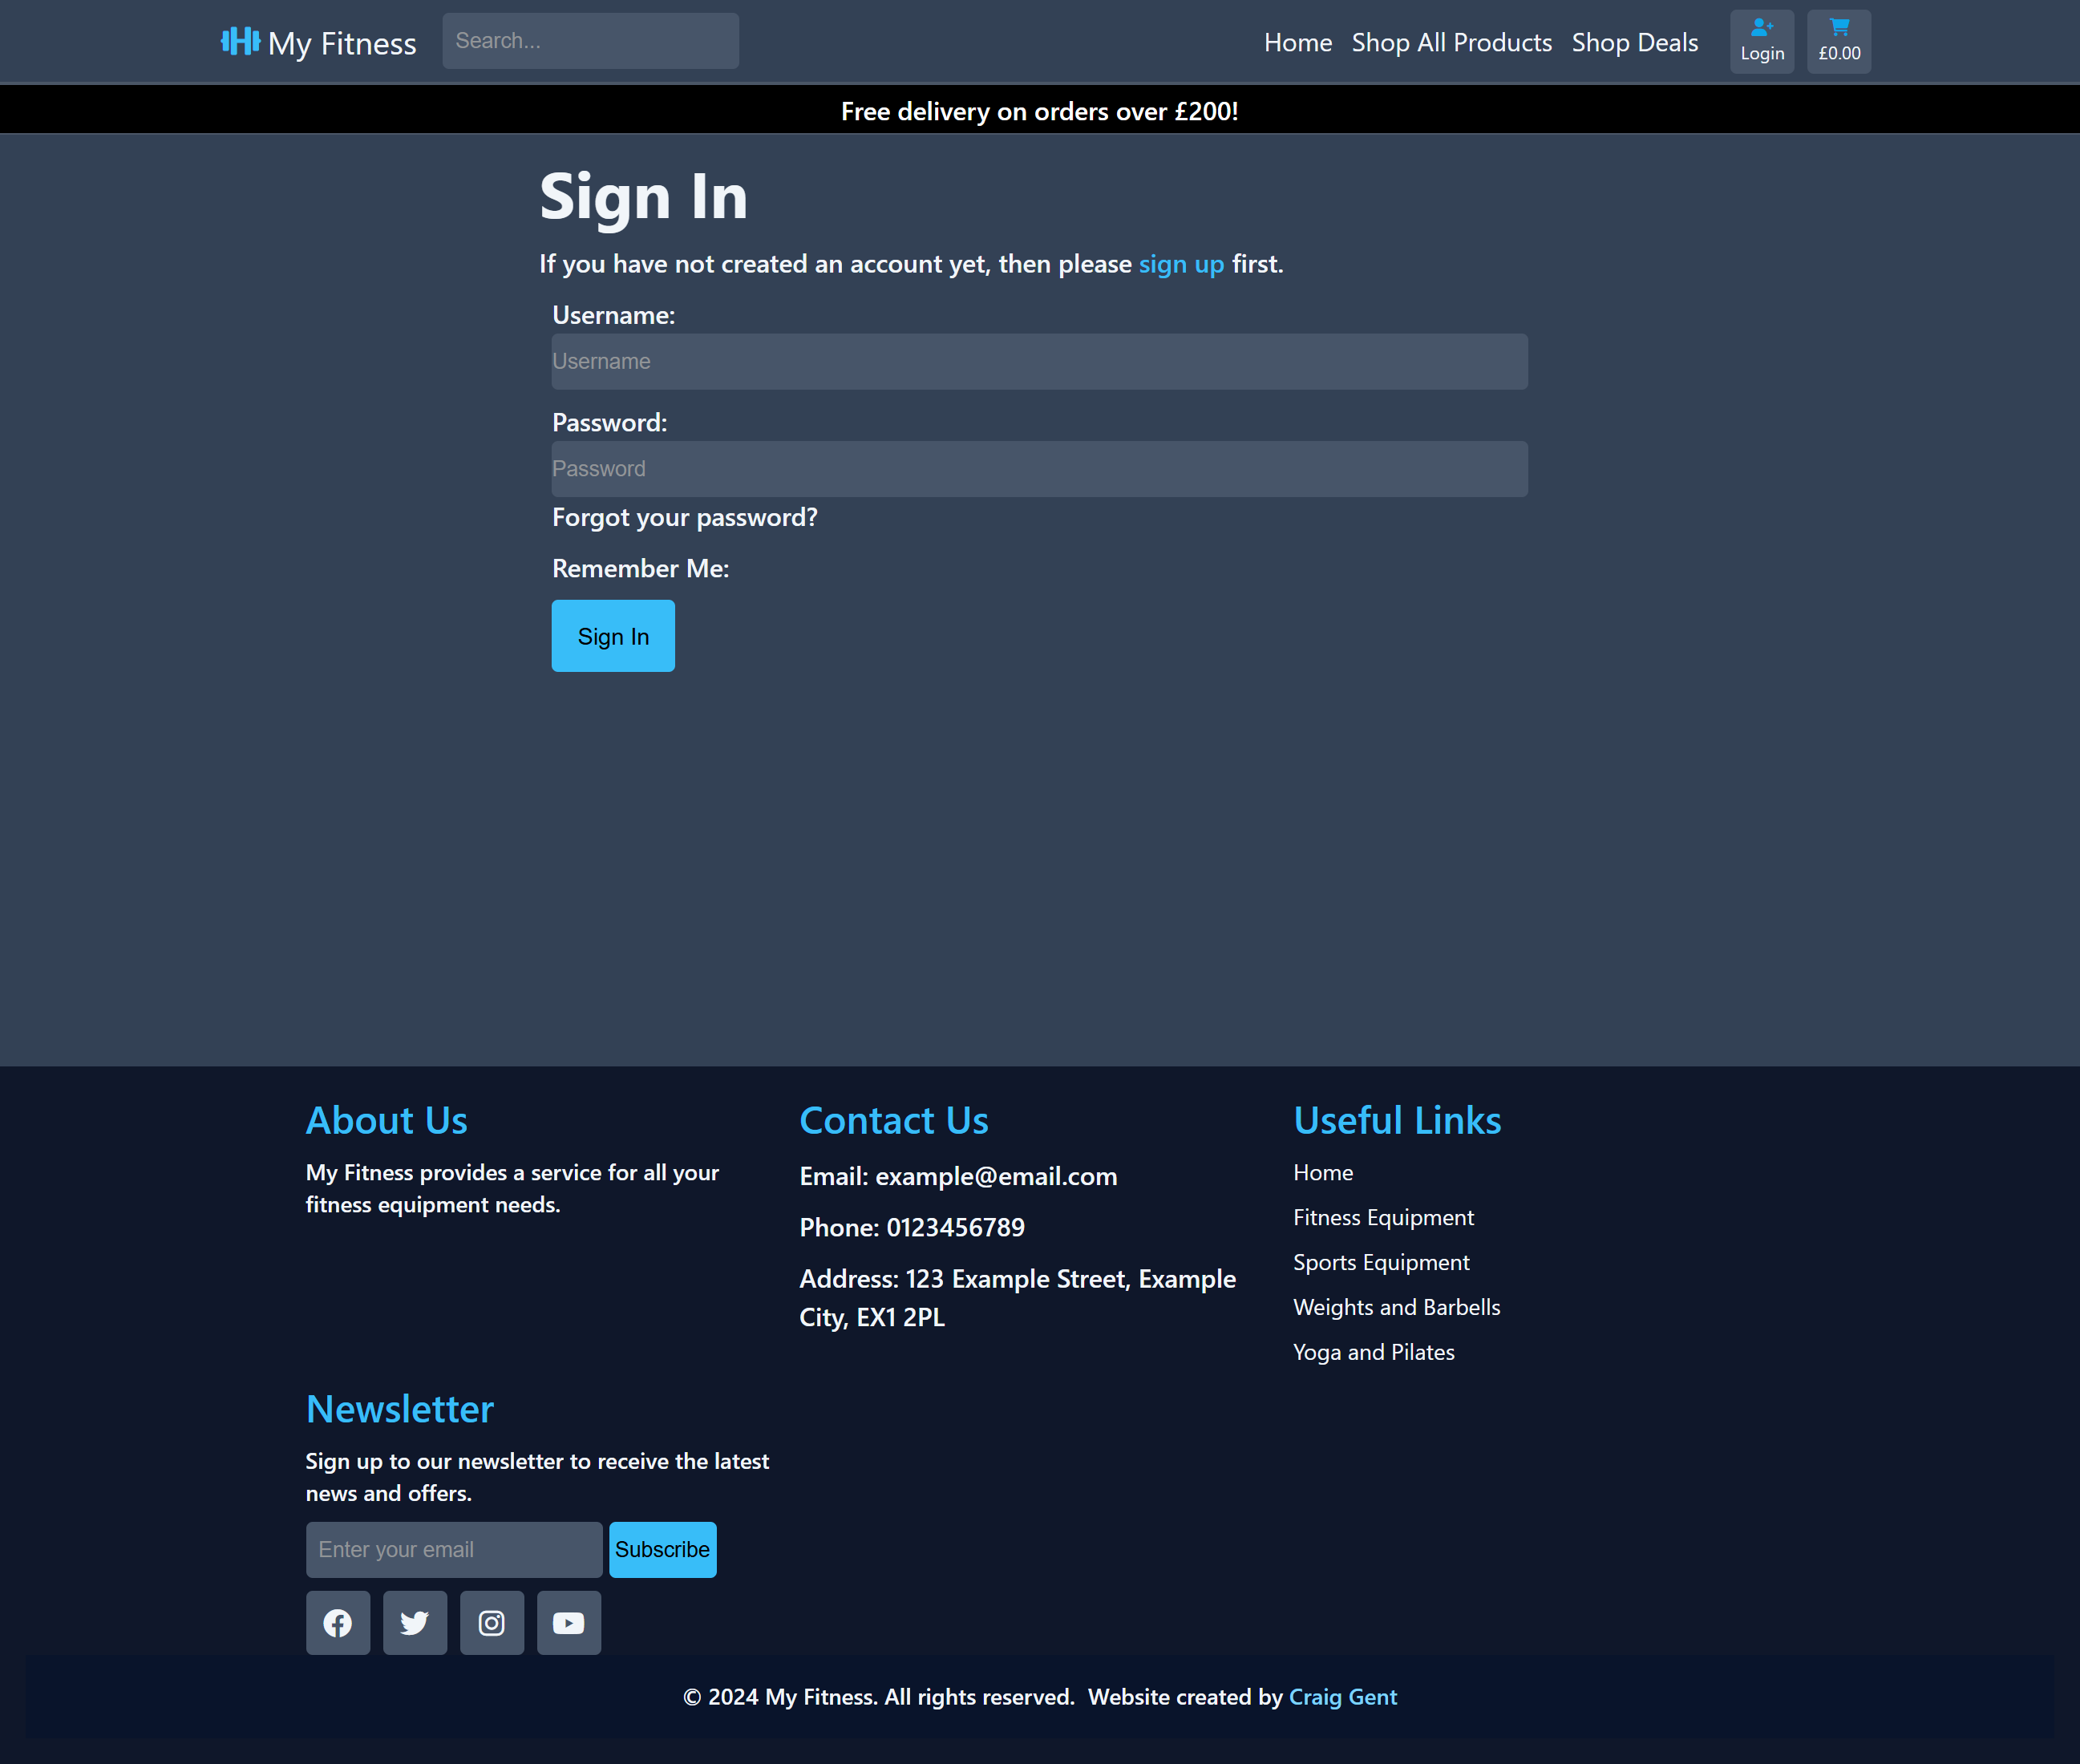 My Fitness
Search...
Home Shop All Products Shop Deals
Login
£0.00
Free delivery on orders over £200!
Sign In
If you have not created an account yet, then please sign up first.
Username:
Username
Password:
Password
Forgot your password?
Remember Me:
Sign In
About Us
My Fitness provides a service for all your
fitness equipment needs.
Contact Us
Email: example@email.com
Phone: 0123456789
Address: 123 Example Street, Example
City, EX1 2PL
Useful Links
Home
Fitness Equipment
Sports Equipment
Weights and Barbells
Yoga and Pilates
Newsletter
Sign up to our newsletter to receive the latest
news and offers.
Enter your email
Subscribe
© 2024 My Fitness. All rights reserved. Website created by Craig Gent